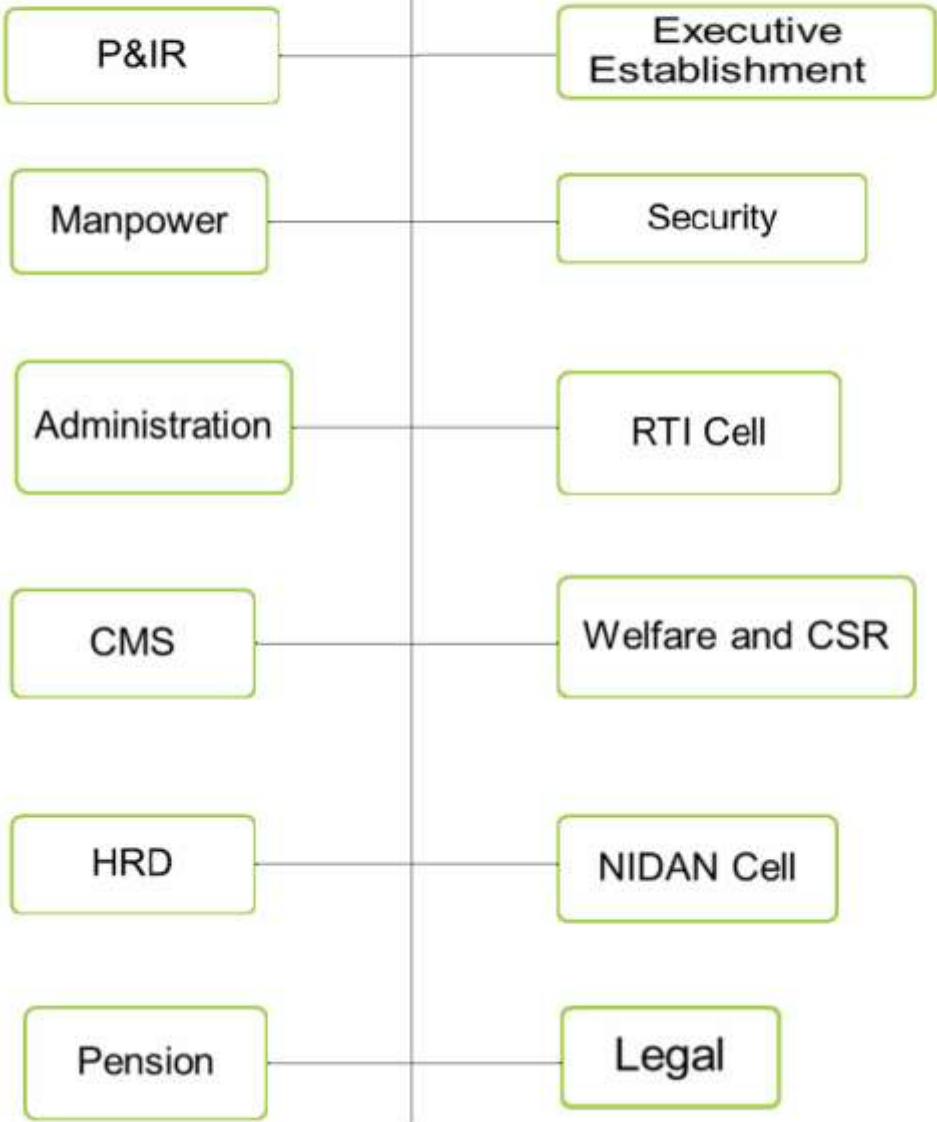 P&IR
Executive
Establishment
Manpower
Security
Administration
RTI Cell
CMS
Welfare and CSR
HRD
NIDAN Cell
Pension
Legal